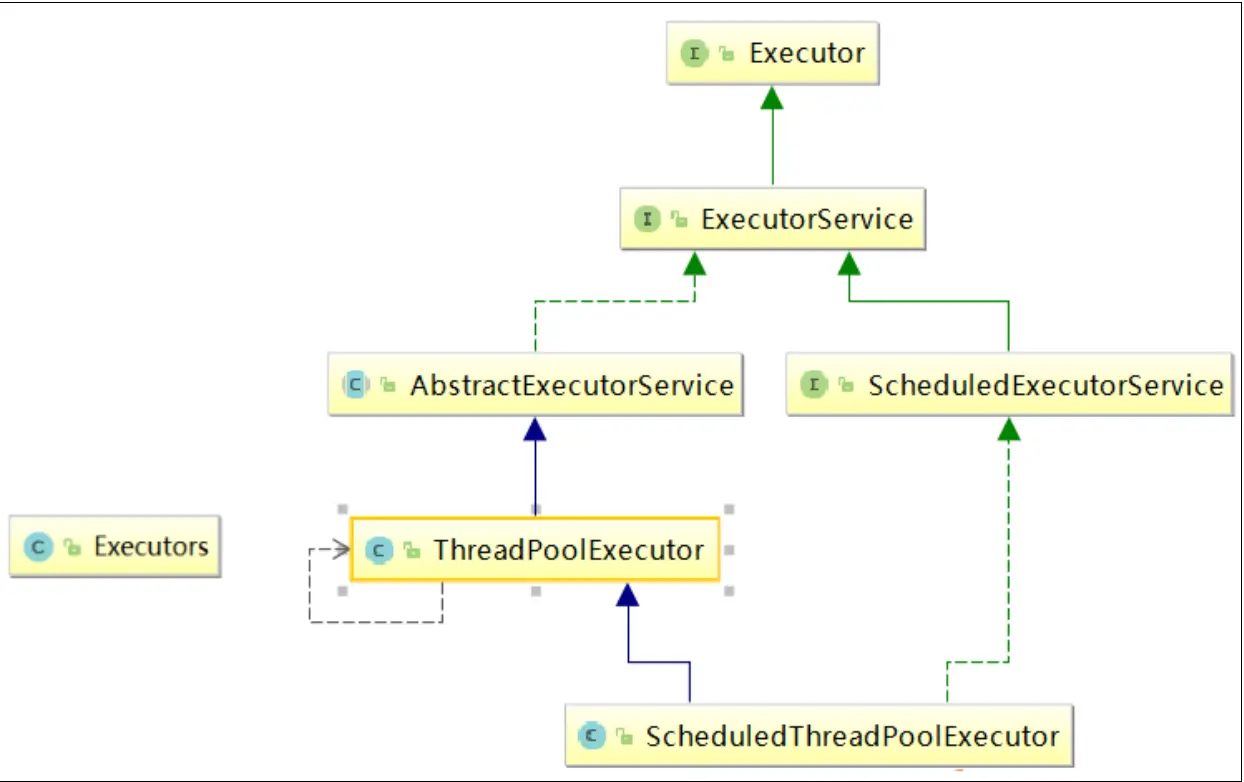 I Executor
I ExecutorService
C AbstractExecutorService
I ScheduledExecutorService
C Executors
C ThreadPoolExecutor
C ScheduledThreadPoolExecutor